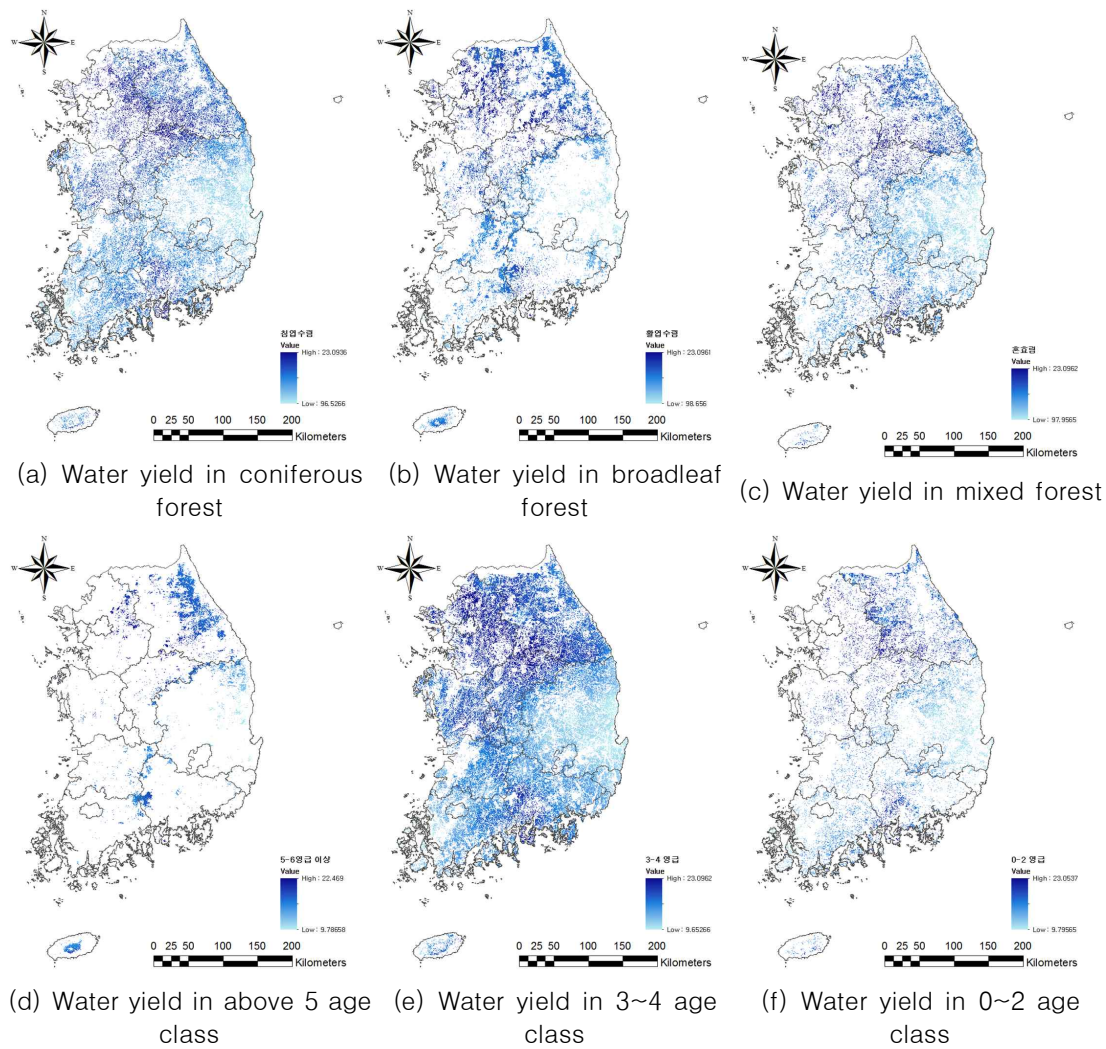 N
W
E
S
침엽수림
Value
High : 23.0936
Low : 96.5266
0 25 50 100 150 200
Kilometers
(a) Water yield in coniferous
forest
N
W
E
S
활엽수림
Value
High : 23.0961
Low : 98.656
0 25 50 100 150 200
Kilometers
(b) Water yield in broadleaf
forest
N
W
E
S
혼효림
Value
High : 23.0962
Low : 97.9565
0 25 50 100 150 200
Kilometers
(c) Water yield in mixed forest
N
W
E
S
5-6영급 이상
Value
High : 22.469
Low : 9.78658
0 25 50 100 150 200
Kilometers
(d) Water yield in above 5 age
class
N
W
E
S
3-4 영급
Value
High : 23.0962
Low : 9.65266
0 25 50 100 150 200
Kilometers
(e) Water yield in 3~4 age
class
N
W
E
S
0-2 영급
Value
High : 23.0537
Low : 9.79565
0 25 50 100 150 200
Kilometers
(f) Water yield in 0~2 age
class